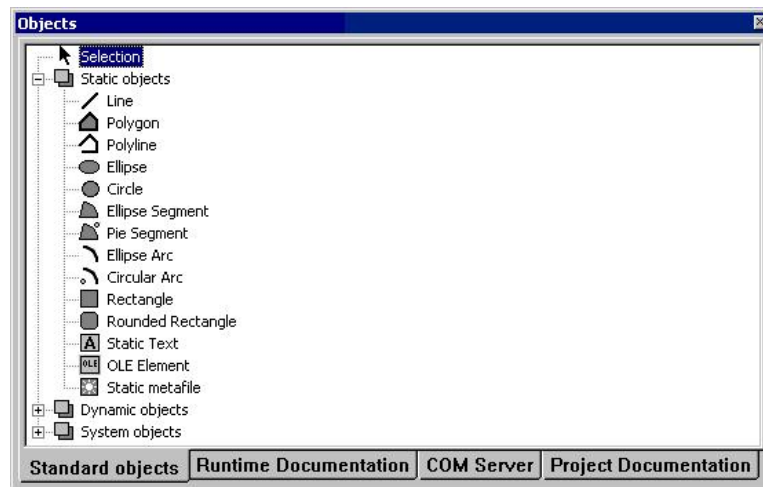 Objects
Selection
Static objects
Line
Polygon
Polyline
Ellipse
Circle
Ellipse Segment
Pie Segment
Ellipse Arc
Circular Arc
Rectangle
Rounded Rectangle
A Static Text
OLE OLE Element
Static metafile
Dynamic objects
System objects
Standard objects Runtime Documentation COM Server Project Documentation